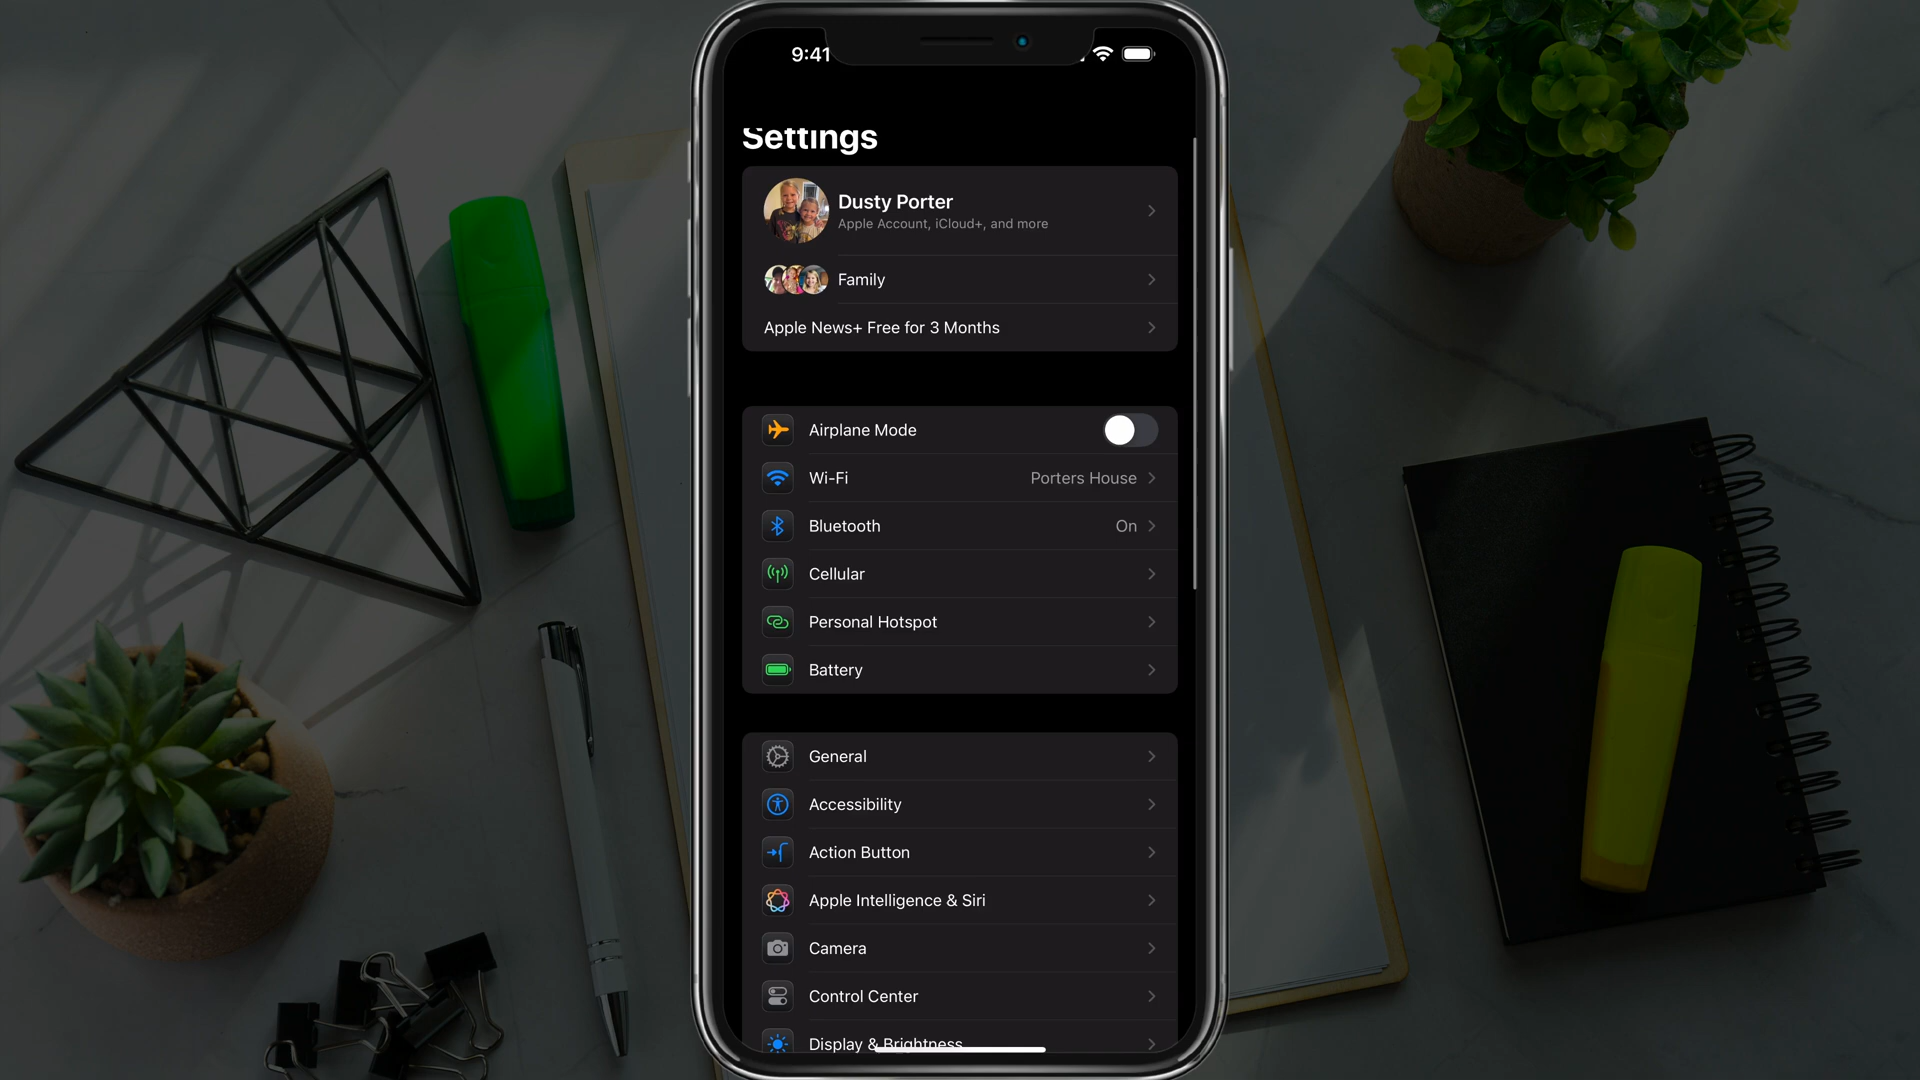 9:41
Settings
Dusty Porter
Apple Account, iCloud+, and more
Family
Apple News+ Free for 3 Months
Airplane Mode
Wi-Fi Porters House
Bluetooth On
Cellular
Personal Hotspot
Battery
General
Accessibility
Action Button
Apple Intelligence & Siri
Camera
Control Center
Display & Brightness